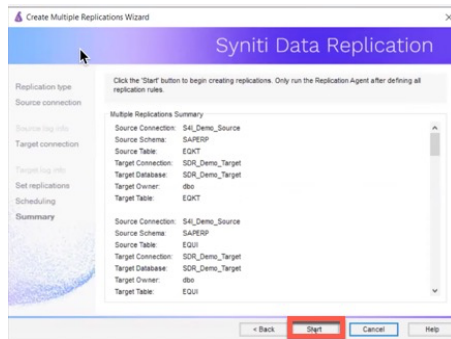 Create Multiple Replications Wizard
Syniti Data Replication
Replication type
Source connection
Source log info
Target connection
Target log info
Set replications
Scheduling
Summary
Click the 'Start' button to begin creating replications. Only run the Replication Agent after defining all
replication rules.
Multiple Replications Summary
Source Connection: S4I_Demo_Source
Source Schema: SAPERP
Source Table: EQKT
Target Connection: SDR_Demo_Target
Target Database: SDR_Demo_Target
Target Owner: dbo
Target Table: EQKT
Source Connection: S4I_Demo_Source
Source Schema: SAPERP
Source Table: EQUI
Target Connection: SDR_Demo_Target
Target Database: SDR_Demo_Target
Target Owner: dbo
Target Table: EQUI
< Back Start Cancel Help